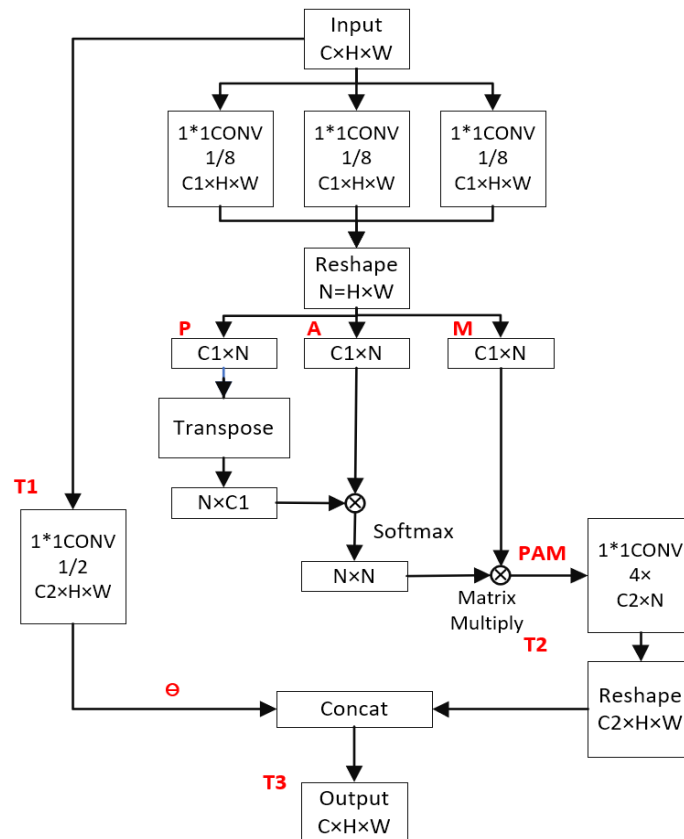 Input
C×H×W
1*1CONV
1/8
C1×H×W
1*1CONV
1/8
C1×H×W
1*1CONV
1/8
C1×H×W
Reshape
N=H×W
P
A
M
C1×N
C1×N
C1×N
Transpose
T1
N×C1
Softmax
1*1CONV
1/2
C2×H×W
N×N
PAM
Matrix
Multiply
T2
1*1CONV
4×
C2×N
Reshape
C2×H×W
Θ
Concat
T3
Output
C×H×W